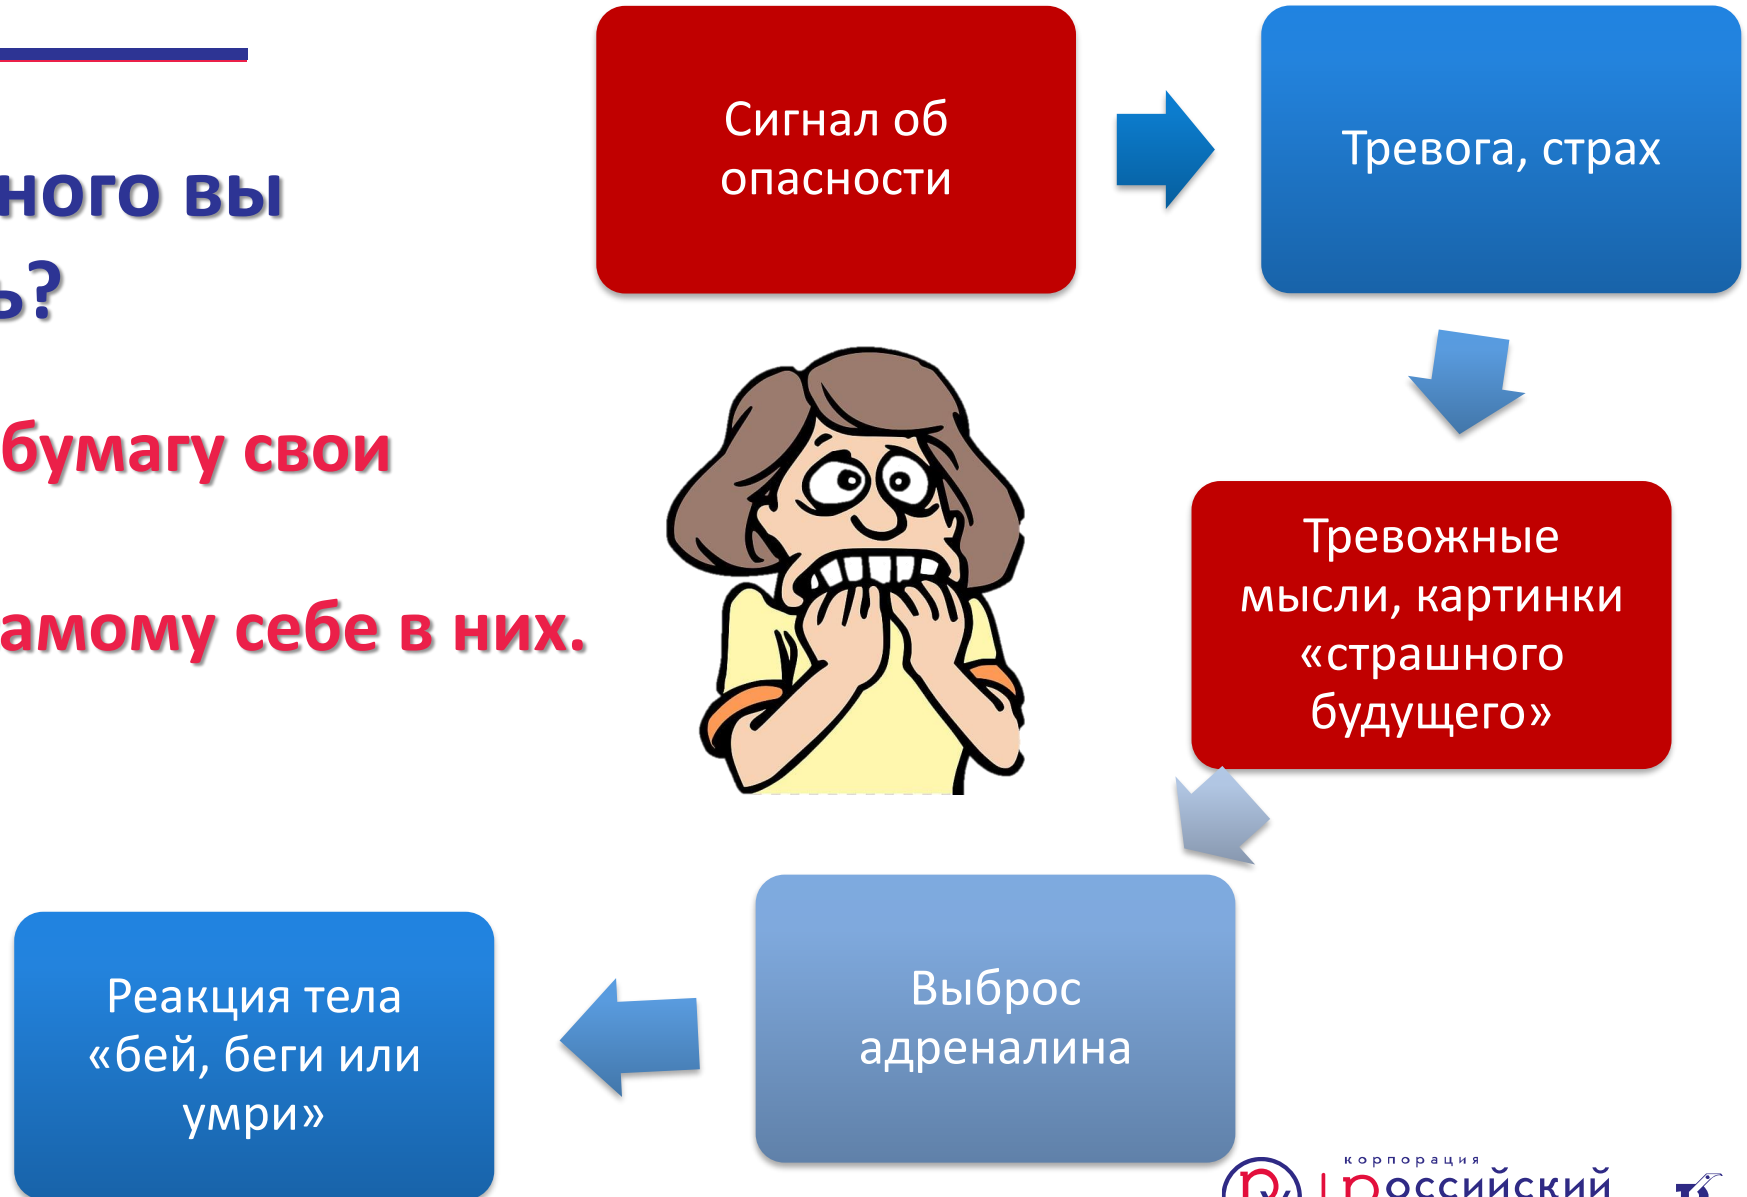 ного вы
ь?
бумагу свои
амому себе в них.
Сигнал об
опасности
Тревога, страх
Тревожные
мысли, картинки
«страшного
будущего»
Выброс
адреналина
Реакция тела
«бей, беги или
умри»
корпорация
российский